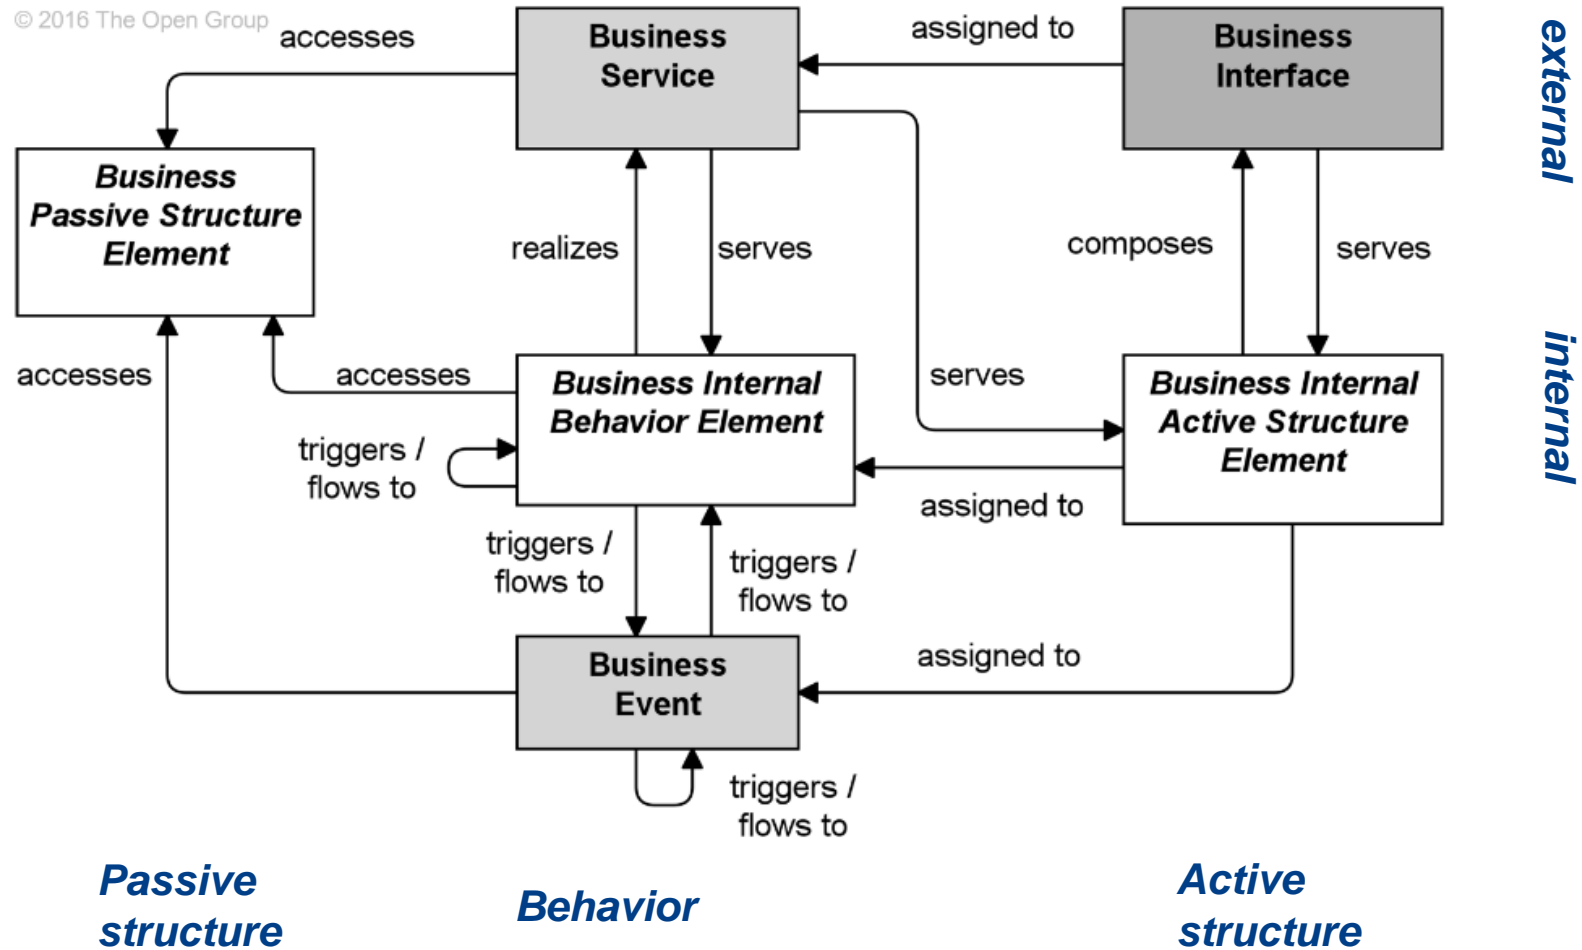 © 2016 The Open Group
accesses
Business
Service
assigned to
Business
Interface
external
Business
Passive Structure
Element
realizes
serves
composes
serves
internal
accesses
accesses
Business Internal
Behavior Element
serves
Business Internal
Active Structure
Element
triggers /
flows to
assigned to
triggers /
flows to
triggers /
flows to
Business
Event
assigned to
triggers /
flows to
Passive
structure
Behavior
Active
structure